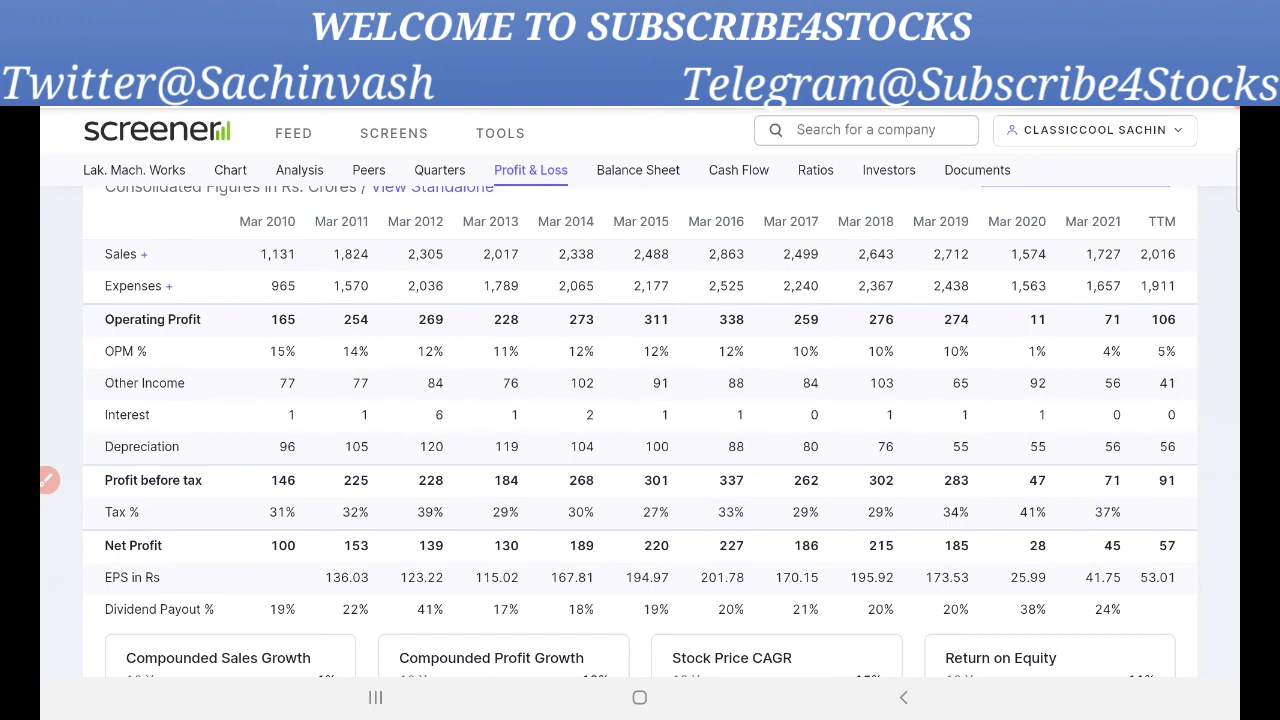 WELCOME TO SUBSCRIBE4STOCKS
Twitter@Sachinvash Telegram@Subscribe4Stocks
screener FEED SCREENS TOOLS Search for a company CLASSICCOOL SACHIN
Lak. Mach. Works Chart Analysis Peers Quarters Profit & Loss Balance Sheet Cash Flow Ratios Investors Documents
Consolidated Figures in Rs. Crores / View Standalone
Mar 2010 Mar 2011 Mar 2012 Mar 2013 Mar 2014 Mar 2015 Mar 2016 Mar 2017 Mar 2018 Mar 2019 Mar 2020 Mar 2021 TTM
Sales + 1,131 1,824 2,305 2,017 2,338 2,488 2,863 2,499 2,643 2,712 1,574 1,727 2,016
Expenses + 965 1,570 2,036 1,789 2,065 2,177 2,525 2,240 2,367 2,438 1,563 1,657 1,911
Operating Profit 165 254 269 228 273 311 338 259 276 274 11 71 106
OPM % 15% 14% 12% 11% 12% 12% 12% 10% 10% 10% 1% 4% 5%
Other Income 77 77 84 76 102 91 88 84 103 65 92 56 41
Interest 1 1 6 1 2 1 1 0 1 1 1 0 0
Depreciation 96 105 120 119 104 100 88 80 76 55 55 56 56
Profit before tax 146 225 228 184 268 301 337 262 302 283 47 71 91
Tax % 31% 32% 39% 29% 30% 27% 33% 29% 29% 34% 41% 37%
Net Profit 100 153 139 130 189 220 227 186 215 185 28 45 57
EPS in Rs 136.03 123.22 115.02 167.81 194.97 201.78 170.15 195.92 173.53 25.99 41.75 53.01
Dividend Payout % 19% 22% 41% 17% 18% 19% 20% 21% 20% 20% 38% 24%
Compounded Sales Growth Compounded Profit Growth Stock Price CAGR Return on Equity